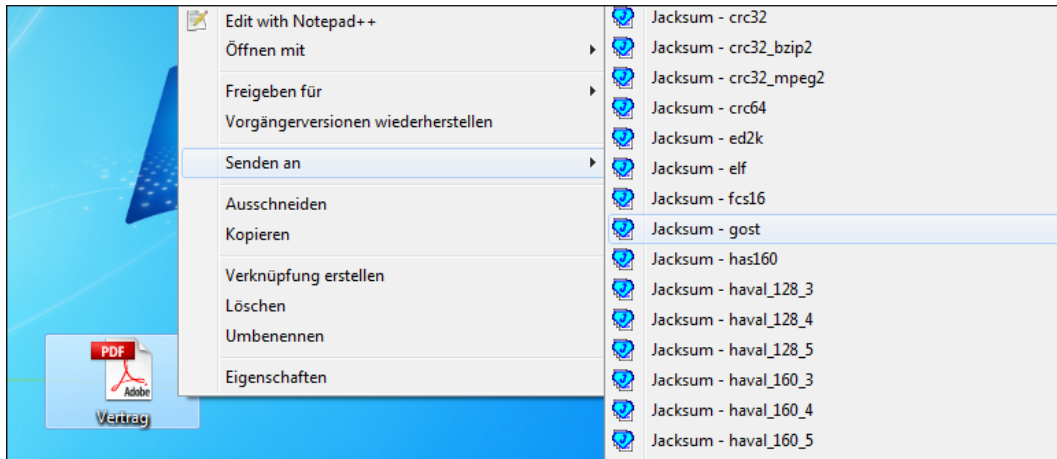 Edit with Notepad++
Öffnen mit
Freigeben für
Vorgängerversionen wiederherstellen
Senden an
Ausschneiden
Kopieren
Verknüpfung erstellen
Löschen
Umbenennen
Eigenschaften
PDF
Adobe
Vertrag
Jacksum - crc32
Jacksum - crc32_bzip2
Jacksum - crc32_mpeg2
Jacksum - crc64
Jacksum - ed2k
Jacksum - elf
Jacksum - fcs16
Jacksum - gost
Jacksum - has160
Jacksum - haval_128_3
Jacksum - haval_128_4
Jacksum - haval_128_5
Jacksum - haval_160_3
Jacksum - haval_160_4
Jacksum - haval_160_5